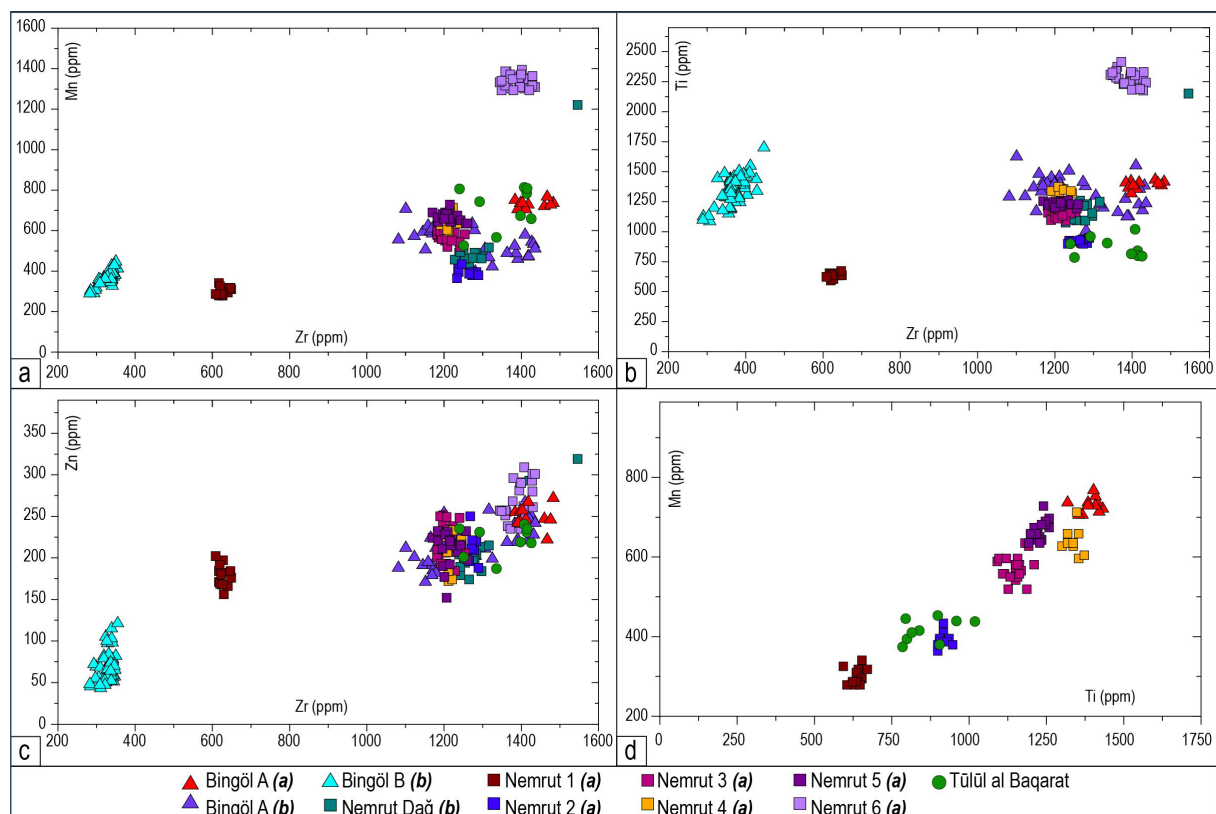 1600
1400
1200
1000
800
600
400
200
0
Mn (ppm)
Zr (ppm)
a
200 400 600 800 1000 1200 1400 1600
2500
2250
2000
1750
1500
1250
1000
750
500
250
0
Ti (ppm)
Zr (ppm)
b
200 400 600 800 1000 1200 1400 1600
350
300
250
200
150
100
50
0
Zn (ppm)
Zr (ppm)
c
200 400 600 800 1000 1200 1400 1600
800
600
400
200
Mn (ppm)
Ti (ppm)
d
0 250 500 750 1000 1250 1500 1750
Bingöl A (a) Bingöl B (b) Nemrut 1 (a) Nemrut 3 (a) Nemrut 5 (a) Tūlūl al Baqarat
Bingöl A (b) Nemrut Dağ (b) Nemrut 2 (a) Nemrut 4 (a) Nemrut 6 (a)